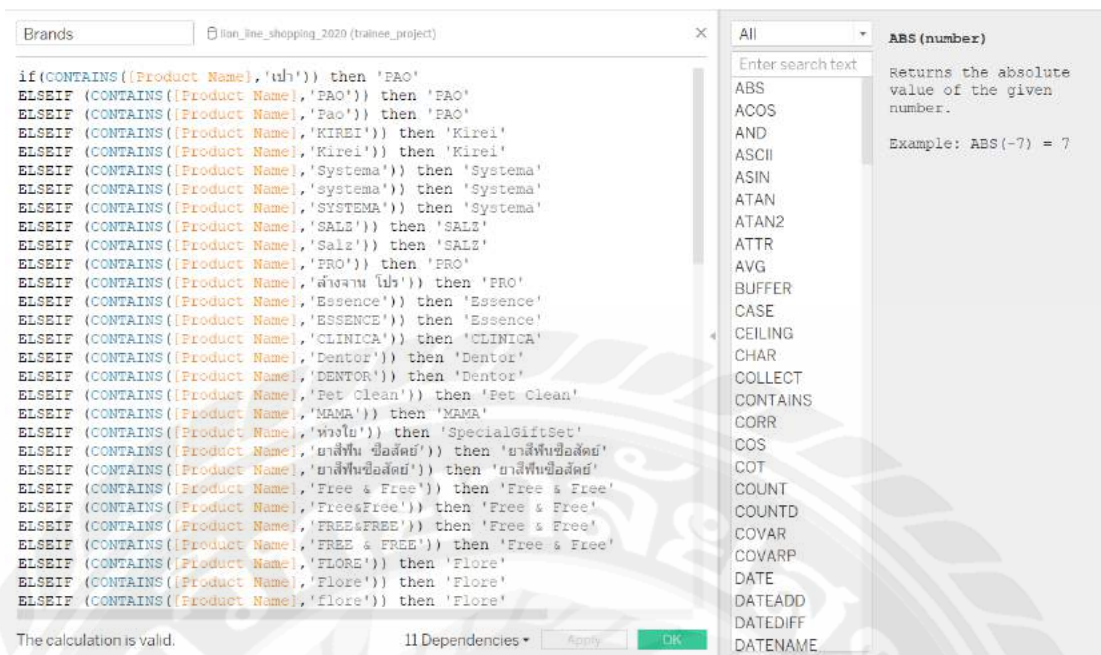 Brands
lion_line_shopping_2020 (trainee_project)
if(CONTAINS([Product Name],'เปา')) then 'PAO'
ELSEIF (CONTAINS([Product Name],'PAO')) then 'PAO'
ELSEIF (CONTAINS([Product Name],'Pao')) then 'PAO'
ELSEIF (CONTAINS([Product Name],'KIREI')) then 'Kirei'
ELSEIF (CONTAINS([Product Name],'Kirei')) then 'Kirei'
ELSEIF (CONTAINS([Product Name],'Systema')) then 'Systema'
ELSEIF (CONTAINS([Product Name],'systema')) then 'Systema'
ELSEIF (CONTAINS([Product Name],'SYSTEMA')) then 'Systema'
ELSEIF (CONTAINS([Product Name],'SALZ')) then 'SALZ'
ELSEIF (CONTAINS([Product Name],'Salz')) then 'SALZ'
ELSEIF (CONTAINS([Product Name],'PRO')) then 'PRO'
ELSEIF (CONTAINS([Product Name],'ล้างจาน โปร')) then 'PRO'
ELSEIF (CONTAINS([Product Name],'Essence')) then 'Essence'
ELSEIF (CONTAINS([Product Name],'ESSENCE')) then 'Essence'
ELSEIF (CONTAINS([Product Name],'CLINICA')) then 'CLINICA'
ELSEIF (CONTAINS([Product Name],'Dentor')) then 'Dentor'
ELSEIF (CONTAINS([Product Name],'DENTOR')) then 'Dentor'
ELSEIF (CONTAINS([Product Name],'Pet Clean')) then 'Pet Clean'
ELSEIF (CONTAINS([Product Name],'MAMA')) then 'MAMA'
ELSEIF (CONTAINS([Product Name],'ห่วงใย')) then 'SpecialGiftSet'
ELSEIF (CONTAINS([Product Name],'ยาสีฟัน ซื่อสัตย์')) then 'ยาสีฟันซื่อสัตย์'
ELSEIF (CONTAINS([Product Name],'ยาสีฟันซื่อสัตย์')) then 'ยาสีฟันซื่อสัตย์'
ELSEIF (CONTAINS([Product Name],'Free & Free')) then 'Free & Free'
ELSEIF (CONTAINS([Product Name],'Free&Free')) then 'Free & Free'
ELSEIF (CONTAINS([Product Name],'FREE&FREE')) then 'Free & Free'
ELSEIF (CONTAINS([Product Name],'FREE & FREE')) then 'Free & Free'
ELSEIF (CONTAINS([Product Name],'FLORE')) then 'Flore'
ELSEIF (CONTAINS([Product Name],'Flore')) then 'Flore'
ELSEIF (CONTAINS([Product Name],'flore')) then 'Flore'
The calculation is valid.
11 Dependencies
Apply
OK
All
Enter search text
ABS
ACOS
AND
ASCII
ASIN
ATAN
ATAN2
ATTR
AVG
BUFFER
CASE
CEILING
CHAR
COLLECT
CONTAINS
CORR
COS
COT
COUNT
COUNTD
COVAR
COVARP
DATE
DATEADD
DATEDIFF
DATENAME
ABS(number)
Returns the absolute
value of the given
number.
Example: ABS(-7) = 7